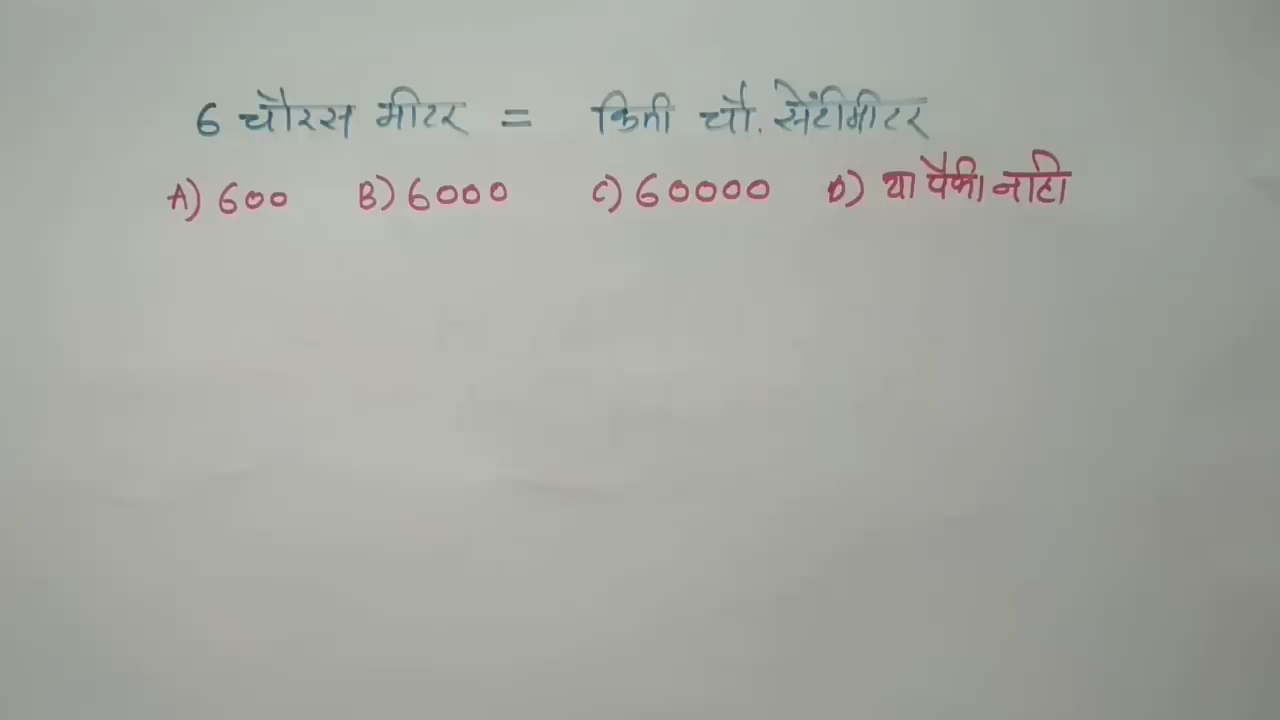 6 चौरस मीटर = किती चौ. सेंटीमीटर
A) 600 B) 6000 C) 60000 D) या पैकी नाही